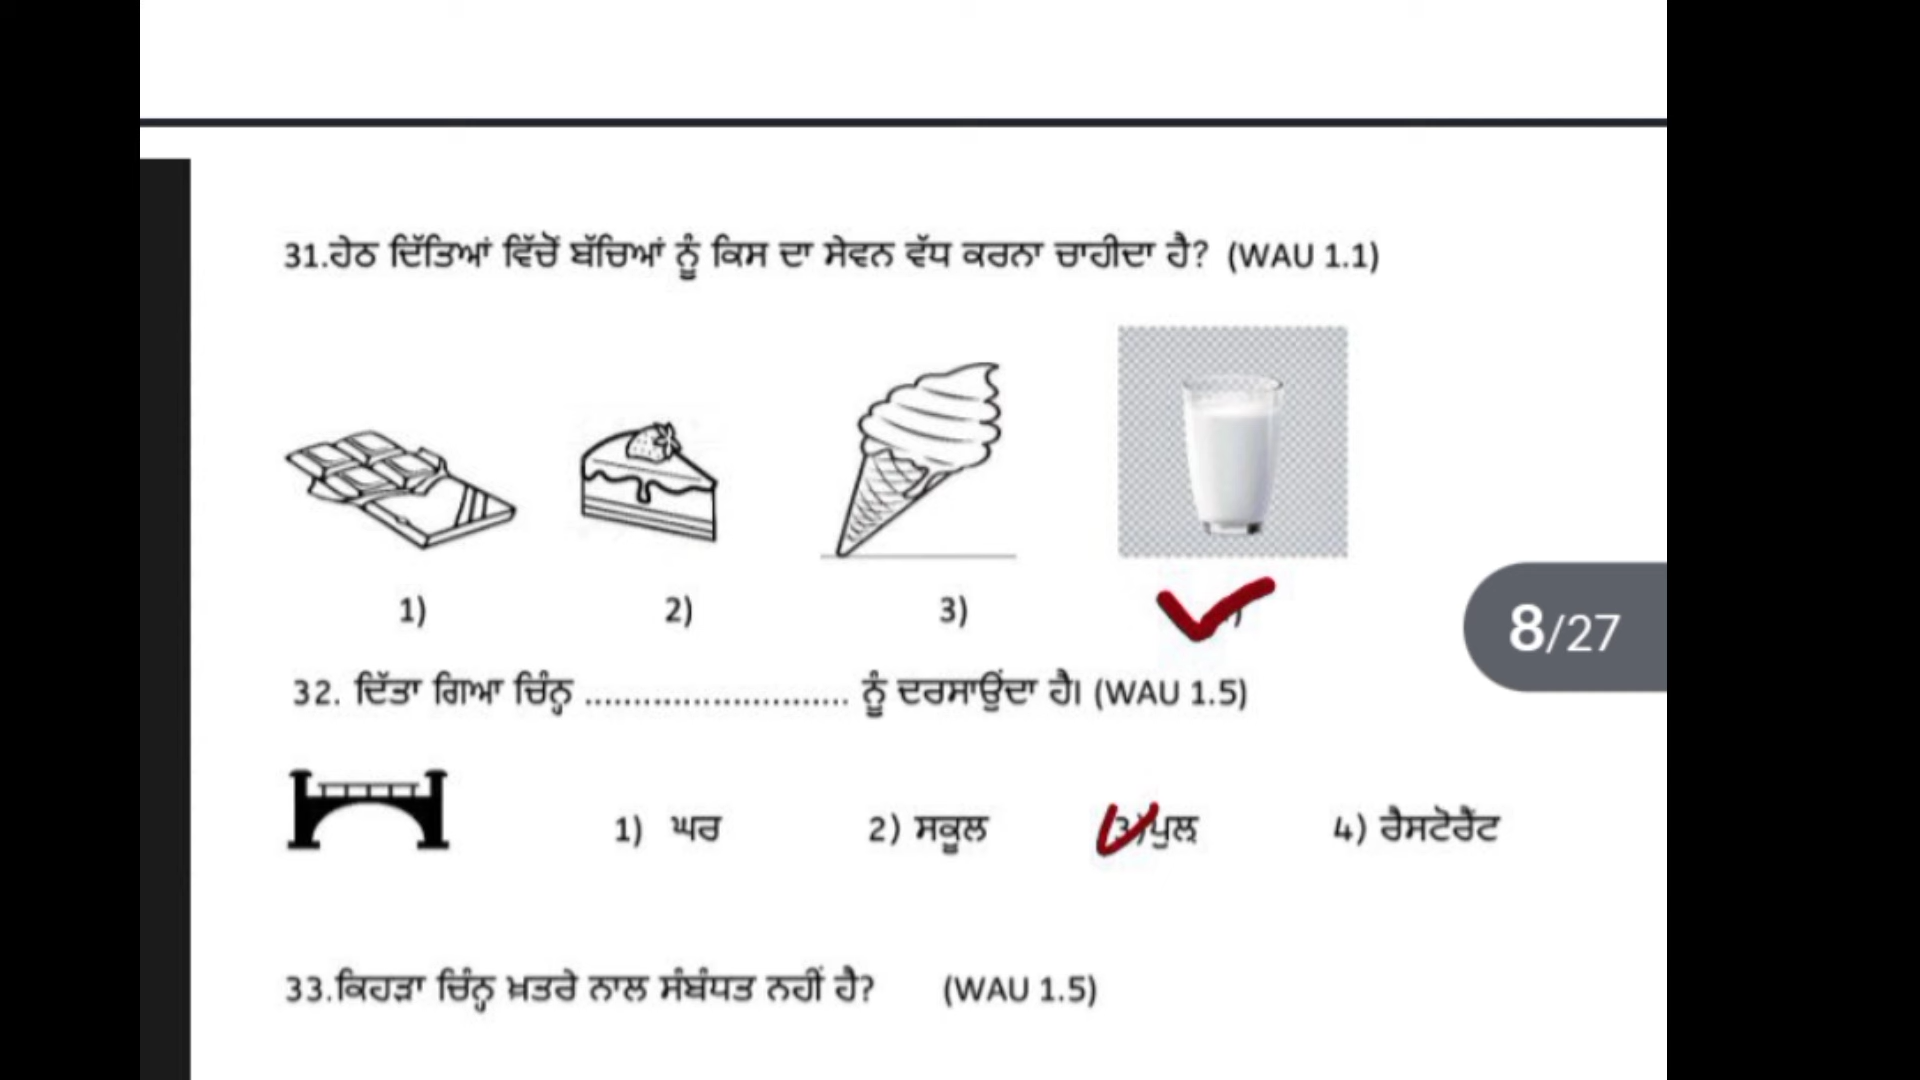 31.ਹੇਠ ਦਿੱਤਿਆਂ ਵਿੱਚੋਂ ਬੱਚਿਆਂ ਨੂੰ ਕਿਸ ਦਾ ਸੇਵਨ ਵੱਧ ਕਰਨਾ ਚਾਹੀਦਾ ਹੈ? (WAU 1.1)
1) 2) 3)
8/27
32. ਦਿੱਤਾ ਗਿਆ ਚਿੰਨ੍ਹ .......................... ਨੂੰ ਦਰਸਾਉਂਦਾ ਹੈ। (WAU 1.5)
1) ਘਰ 2) ਸਕੂਲ 3) ਪੁਲ 4) ਰੈਸਟੋਰੈਂਟ
33.ਕਿਹੜਾ ਚਿੰਨ੍ਹ ਖ਼ਤਰੇ ਨਾਲ ਸੰਬੰਧਤ ਨਹੀਂ ਹੈ? (WAU 1.5)